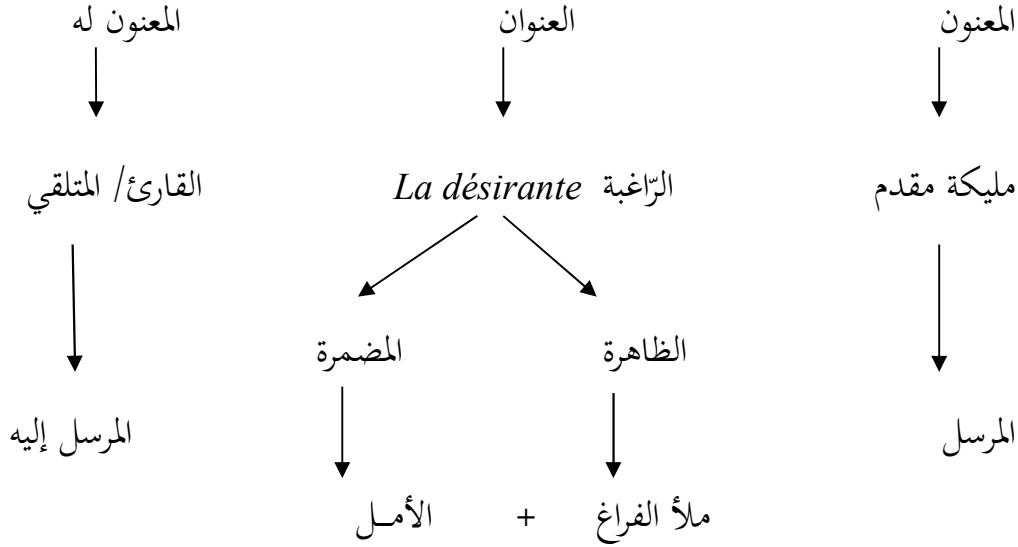 المعنون العنوان المعنون له
مليكة مقدم الرّاغبة La désirante القارئ/ المتلقي
الظاهرة المضمرة
المرسل المرسل إليه
ملأ الفراغ + الأمـل